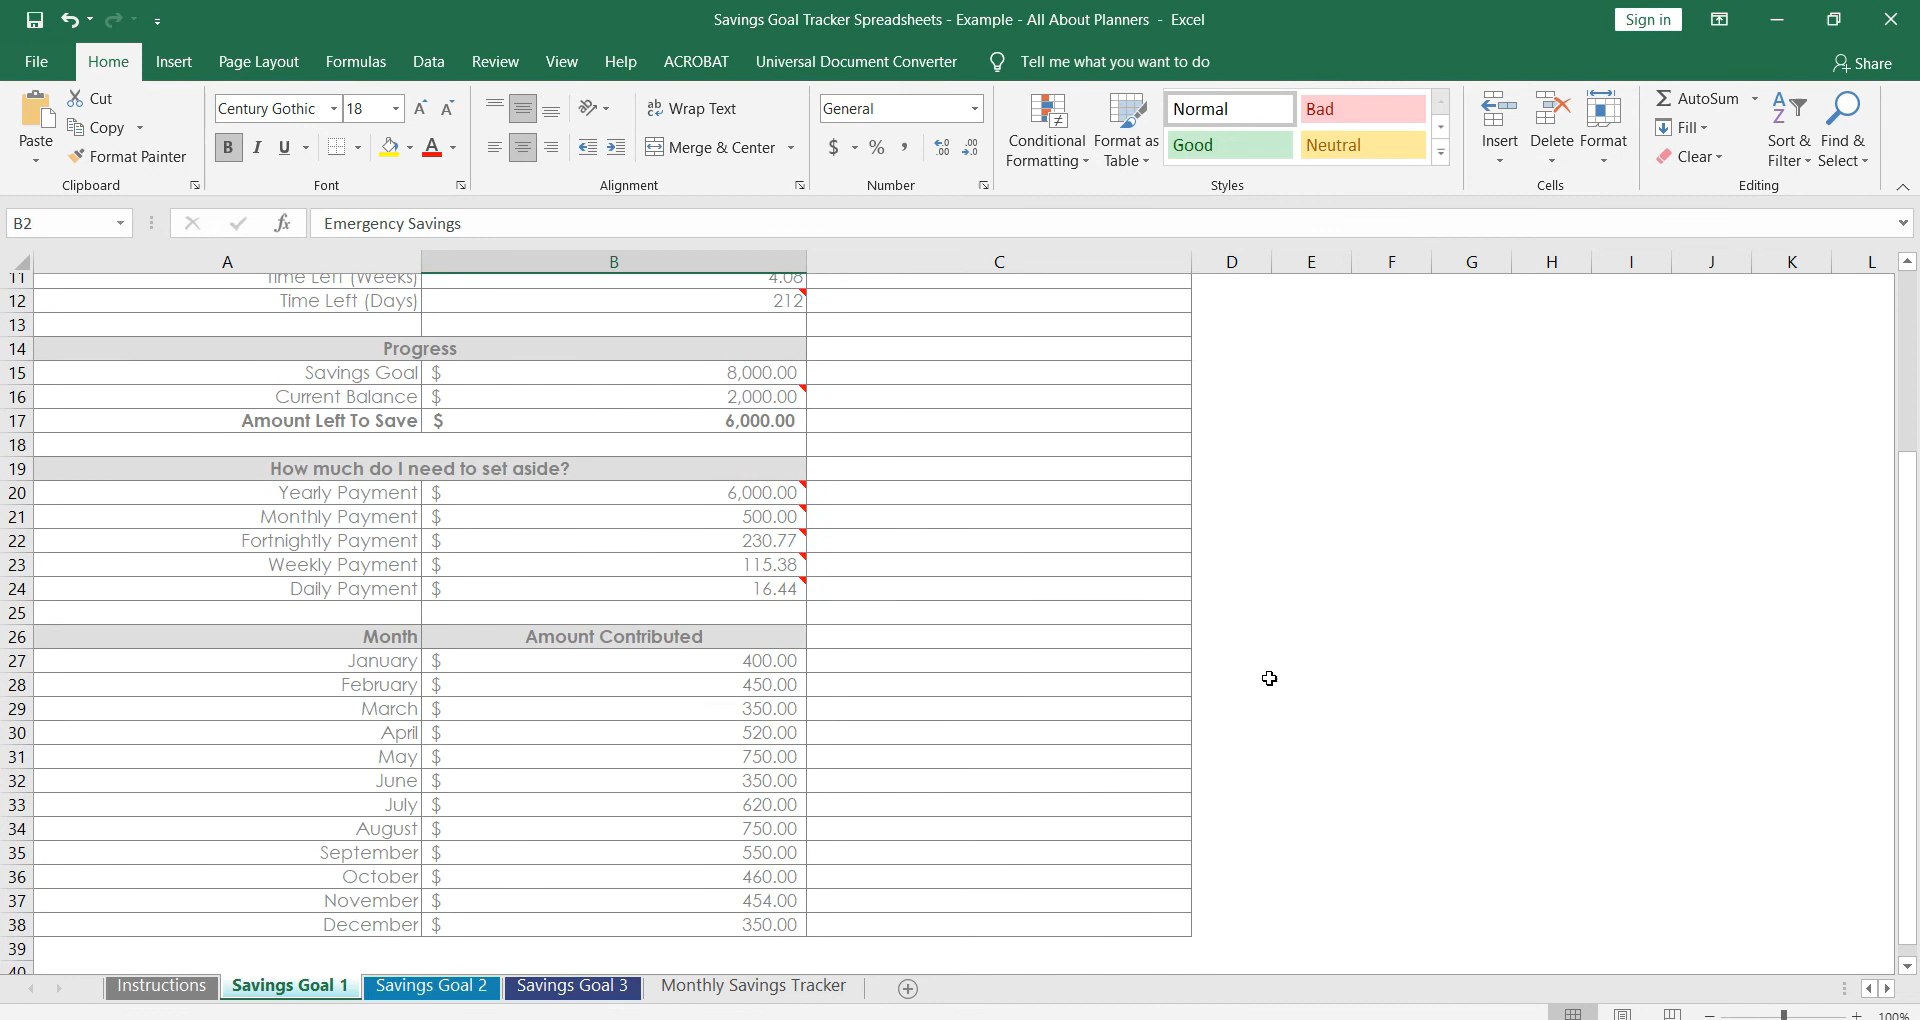 Savings Goal Tracker Spreadsheets - Example - All About Planners - Excel
Sign in
File Home Insert Page Layout Formulas Data Review View Help ACROBAT Universal Document Converter Tell me what you want to do Share
Paste
Cut
Copy
Format Painter
Clipboard
Century Gothic 18
B I U
Font
Wrap Text
Merge & Center
Alignment
General
$ % ,
Number
Conditional Formatting
Format as Table
Normal Bad
Good Neutral
Styles
Insert Delete Format
Cells
AutoSum
Fill
Clear
Sort & Filter
Find & Select
Editing
B2 fx Emergency Savings
A B C D E F G H I J K L
11 Time Left (Weeks) 4.08
12 Time Left (Days) 212
13
14 Progress
15 Savings Goal $ 8,000.00
16 Current Balance $ 2,000.00
17 Amount Left To Save $ 6,000.00
18
19 How much do I need to set aside?
20 Yearly Payment $ 6,000.00
21 Monthly Payment $ 500.00
22 Fortnightly Payment $ 230.77
23 Weekly Payment $ 115.38
24 Daily Payment $ 16.44
25
26 Month Amount Contributed
27 January $ 400.00
28 February $ 450.00
29 March $ 350.00
30 April $ 520.00
31 May $ 750.00
32 June $ 350.00
33 July $ 620.00
34 August $ 750.00
35 September $ 550.00
36 October $ 460.00
37 November $ 454.00
38 December $ 350.00
39
40
Instructions Savings Goal 1 Savings Goal 2 Savings Goal 3 Monthly Savings Tracker
100%